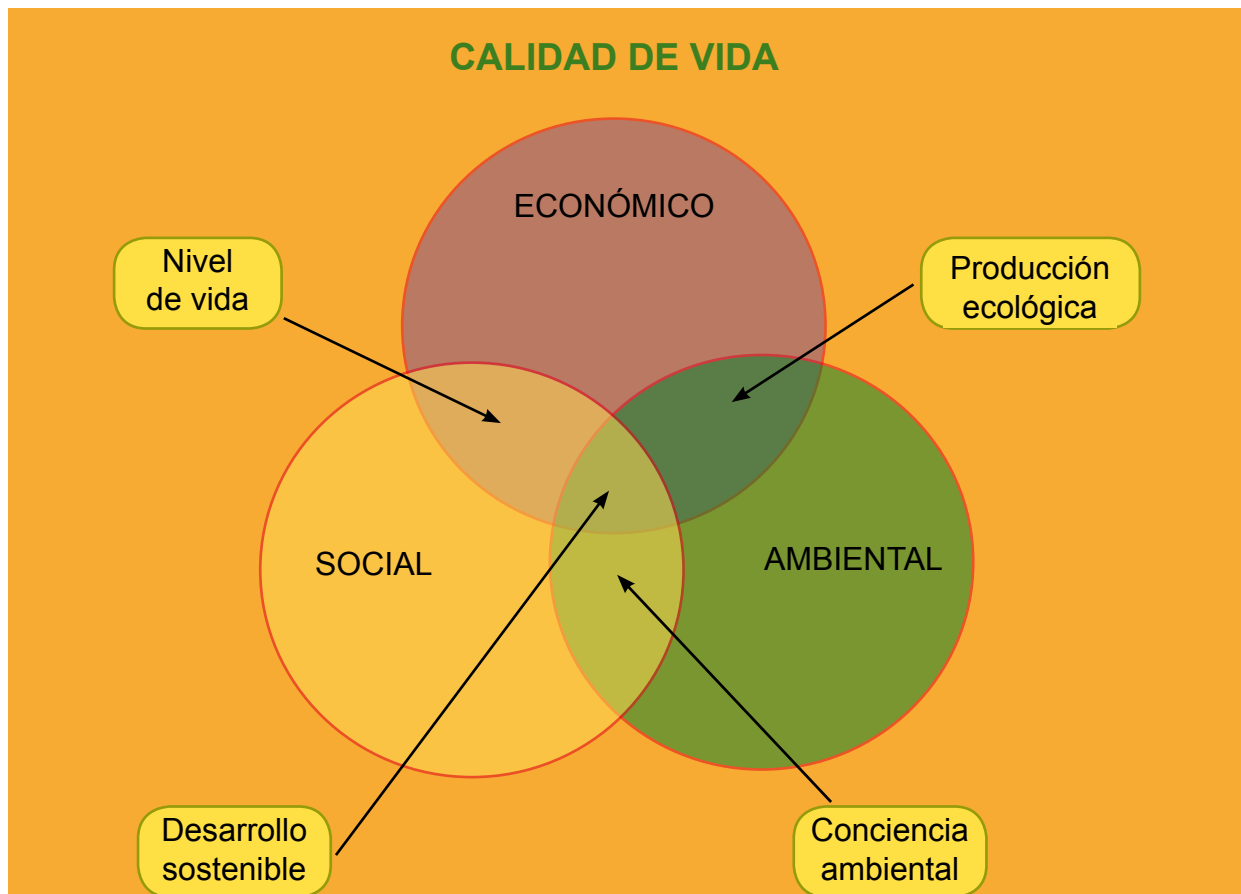 CALIDAD DE VIDA
ECONÓMICO
Nivel
de vida
Producción
ecológica
SOCIAL
AMBIENTAL
Desarrollo
sostenible
Conciencia
ambiental